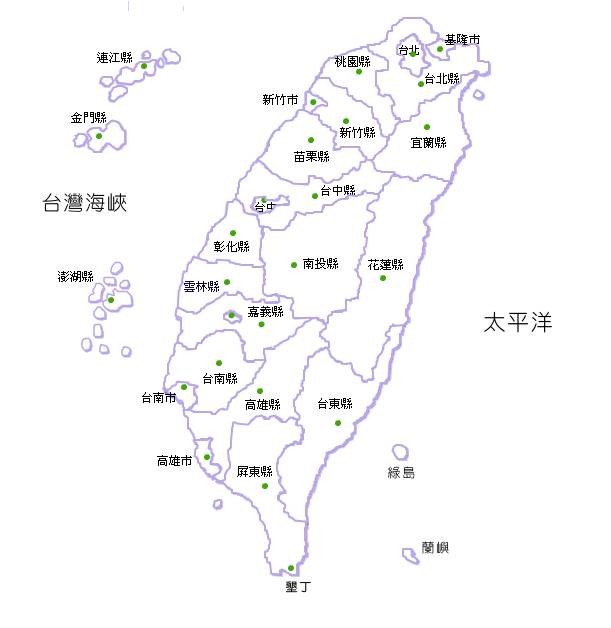 連江縣
基隆市
台北
桃園縣
台北縣
新竹市
金門縣
新竹縣
宜蘭縣
苗栗縣
台中縣
台灣海峽
台中
彰化縣
南投縣
花蓮縣
澎湖縣
雲林縣
嘉義縣
太平洋
台南縣
台南市
高雄縣
台東縣
高雄市
屏東縣
綠島
蘭嶼
墾丁